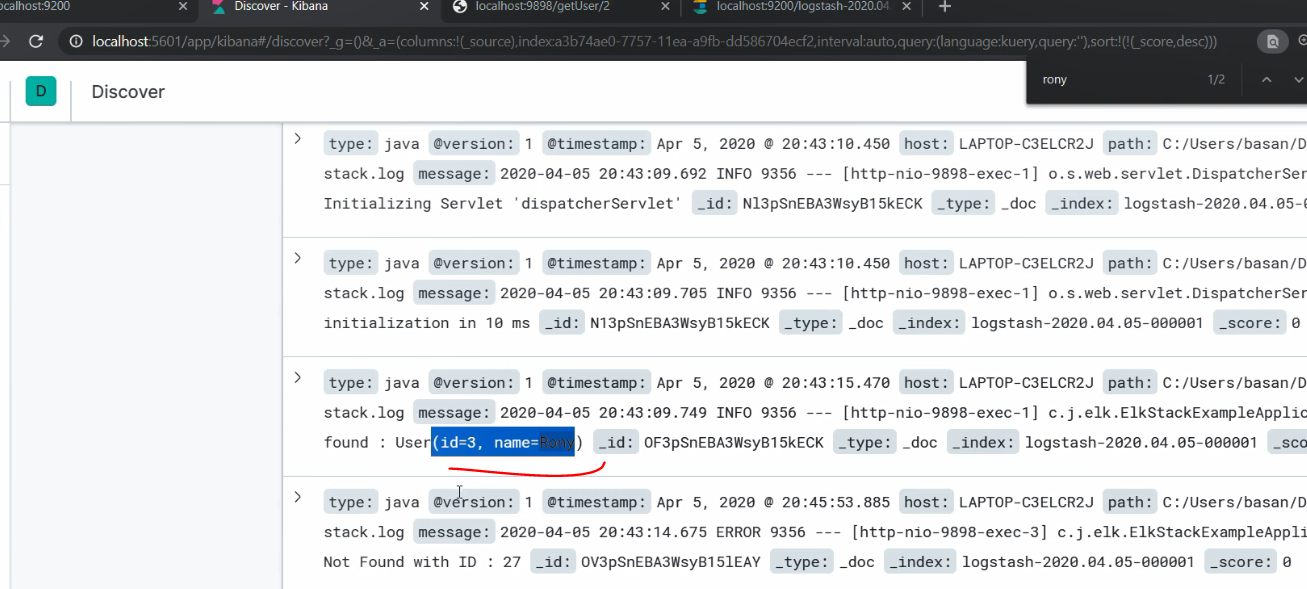 ocalhost:9200
Discover - Kibana
localhost:9898/getUser/2
localhost:9200/logstash-2020.04.
localhost:5601/app/kibana#/discover?_g=()&_a=(columns:!(_source),index:a3b74ae0-7757-11ea-a9fb-dd586704ecf2,interval:auto,query:(language:kuery,query:''),sort:!(!(_score,desc)))
rony 1/2
D Discover
type: java @version: 1 @timestamp: Apr 5, 2020 @ 20:43:10.450 host: LAPTOP-C3ELCR2J path: C:/Users/basan/D
stack.log message: 2020-04-05 20:43:09.692 INFO 9356 --- [http-nio-9898-exec-1] o.s.web.servlet.DispatcherSer
Initializing Servlet 'dispatcherServlet' _id: Nl3pSnEBA3WsyB15kECK _type: _doc _index: logstash-2020.04.05-0
type: java @version: 1 @timestamp: Apr 5, 2020 @ 20:43:10.450 host: LAPTOP-C3ELCR2J path: C:/Users/basan/D
stack.log message: 2020-04-05 20:43:09.705 INFO 9356 --- [http-nio-9898-exec-1] o.s.web.servlet.DispatcherSer
initialization in 10 ms _id: N13pSnEBA3WsyB15kECK _type: _doc _index: logstash-2020.04.05-000001 _score: 0
type: java @version: 1 @timestamp: Apr 5, 2020 @ 20:43:15.470 host: LAPTOP-C3ELCR2J path: C:/Users/basan/D
stack.log message: 2020-04-05 20:43:09.749 INFO 9356 --- [http-nio-9898-exec-1] c.j.elk.ElkStackExampleApplic
found : User(id=3, name=Rony) _id: OF3pSnEBA3WsyB15kECK _type: _doc _index: logstash-2020.04.05-000001 _sco
type: java @version: 1 @timestamp: Apr 5, 2020 @ 20:45:53.885 host: LAPTOP-C3ELCR2J path: C:/Users/basan/D
stack.log message: 2020-04-05 20:43:14.675 ERROR 9356 --- [http-nio-9898-exec-3] c.j.elk.ElkStackExampleAppli
Not Found with ID : 27 _id: OV3pSnEBA3WsyB15lEAY _type: _doc _index: logstash-2020.04.05-000001 _score: 0